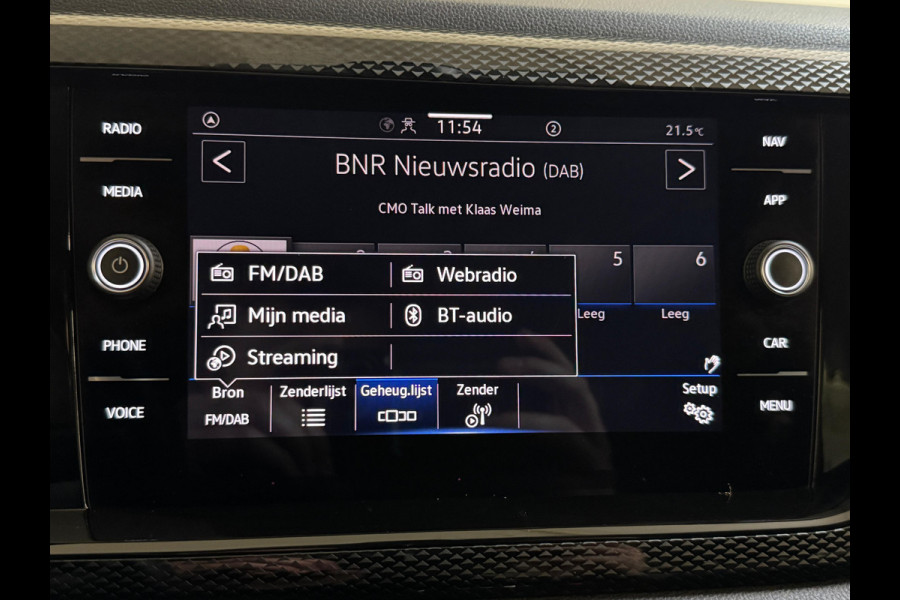 RADIO
MEDIA
PHONE
VOICE
11:54
2
21.5°C
<
BNR Nieuwsradio (DAB)
>
CMO Talk met Klaas Weima
5
6
FM/DAB
Webradio
Mijn media
BT-audio
Streaming
Leeg
Leeg
Bron
FM/DAB
Zenderlijst
Geheug.lijst
Zender
Setup
NAV
APP
CAR
MENU